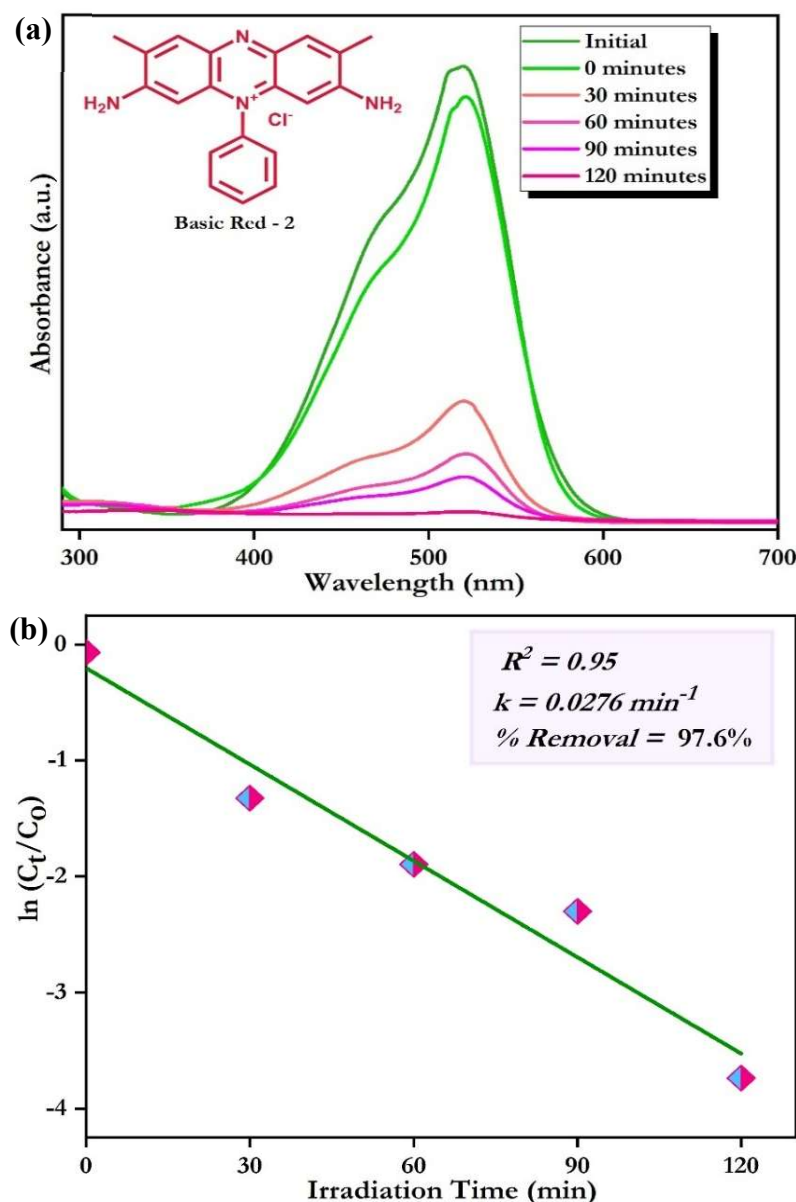 (a)
N
H₂N
N⁺
NH₂
Cl⁻
Basic Red - 2
Initial
0 minutes
30 minutes
60 minutes
90 minutes
120 minutes
Absorbance (a.u.)
300 400 500 600 700
Wavelength (nm)
(b)
R² = 0.95
k = 0.0276 min⁻¹
% Removal = 97.6%
ln (Cₜ/C₀)
0
-1
-2
-3
-4
0 30 60 90 120
Irradiation Time (min)